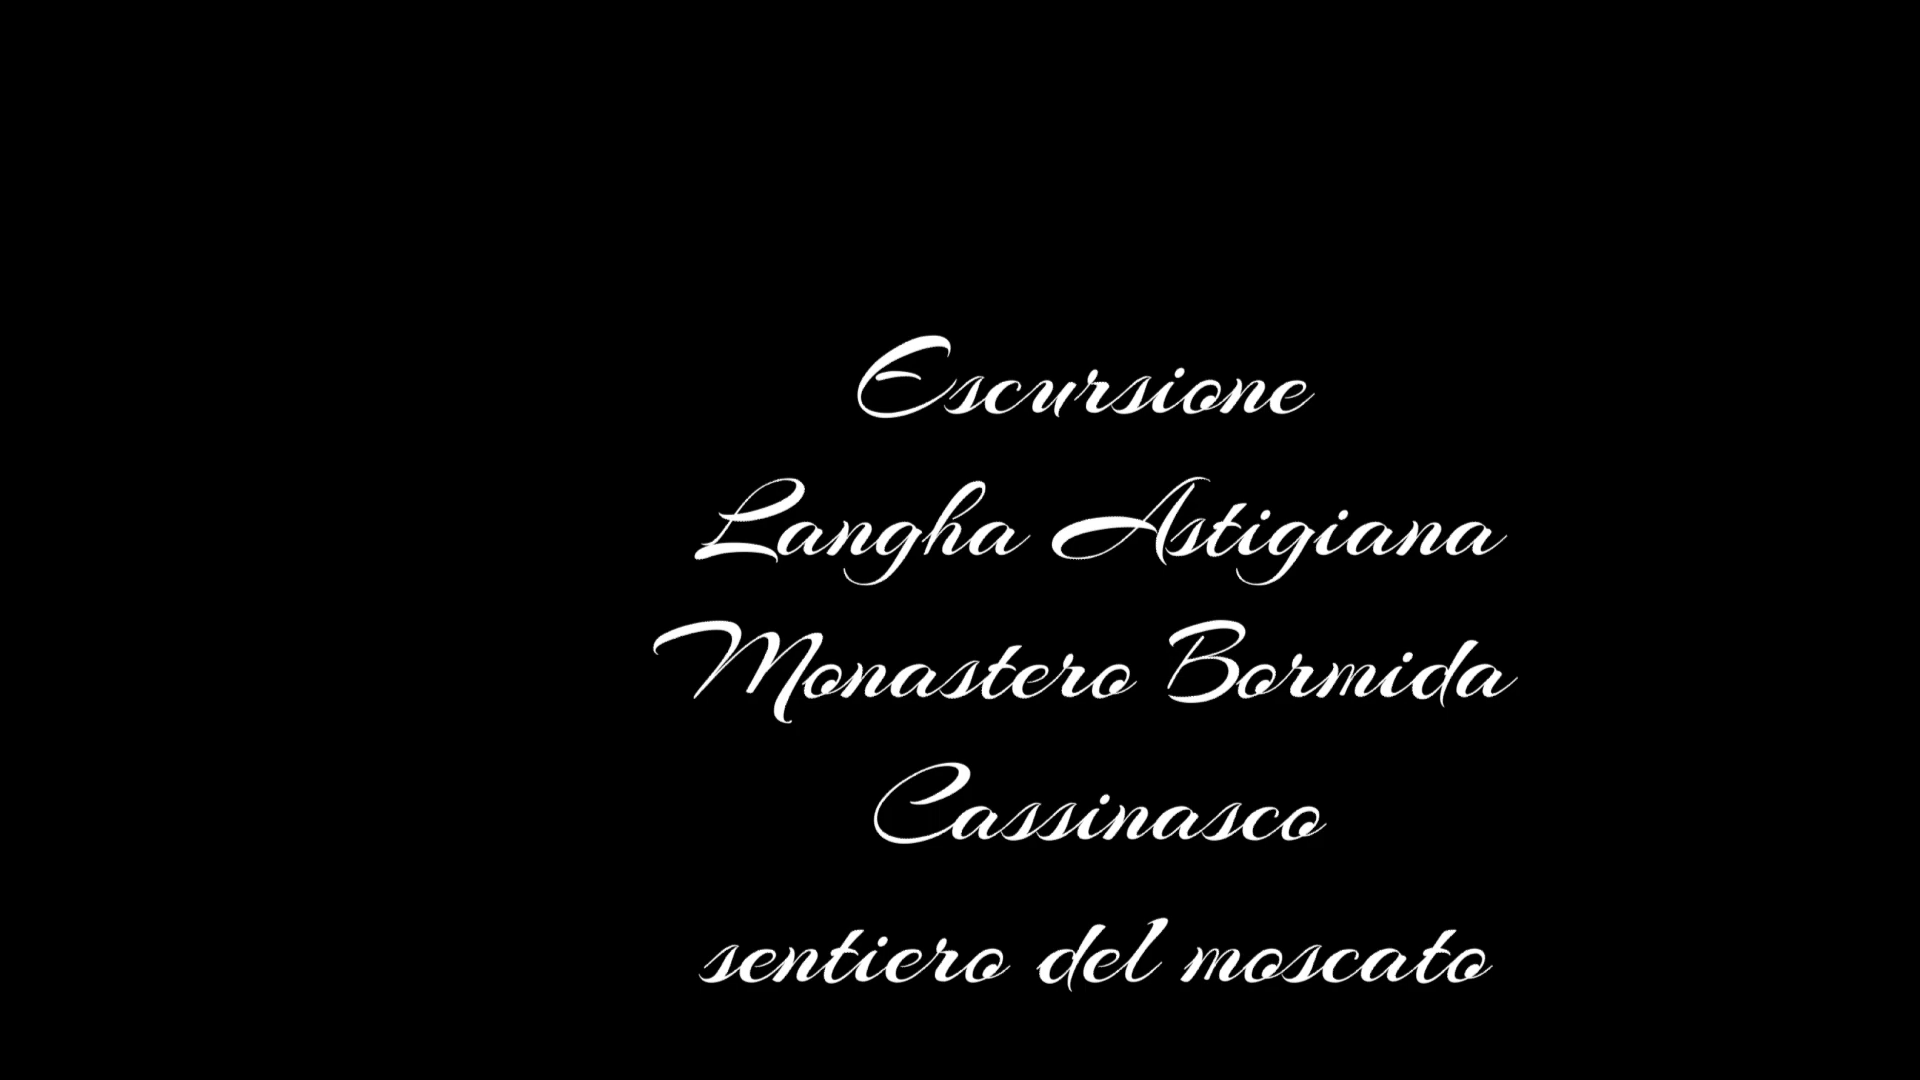 Escursione
Langha Astigiana
Monastero Bormida
Cassinasco
sentiero del moscato